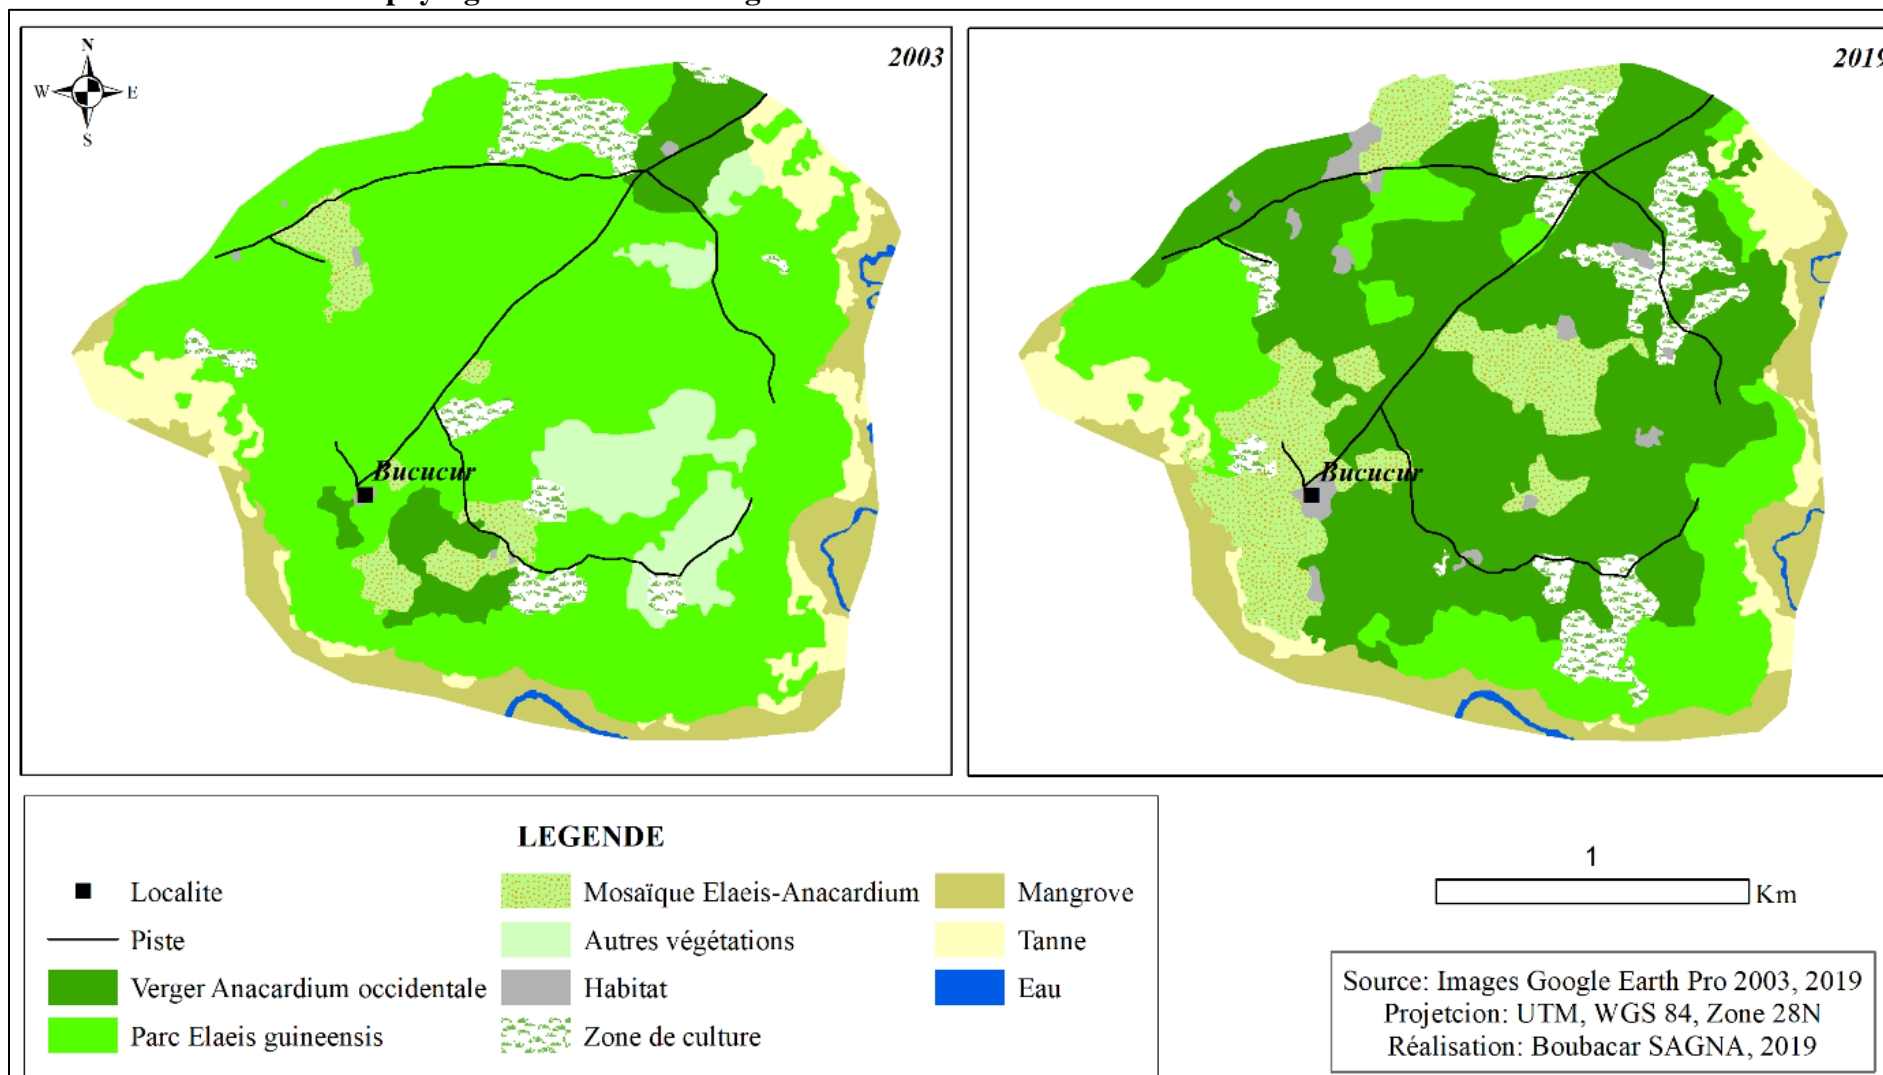 2003
N
W E
S
Bucucur
2019
Bucucur
LEGENDE
Localite
Piste
Verger Anacardium occidentale
Parc Elaeis guineensis
Mosaïque Elaeis-Anacardium
Autres végétations
Habitat
Zone de culture
Mangrove
Tanne
Eau
1
Km
Source: Images Google Earth Pro 2003, 2019
Projetcion: UTM, WGS 84, Zone 28N
Réalisation: Boubacar SAGNA, 2019